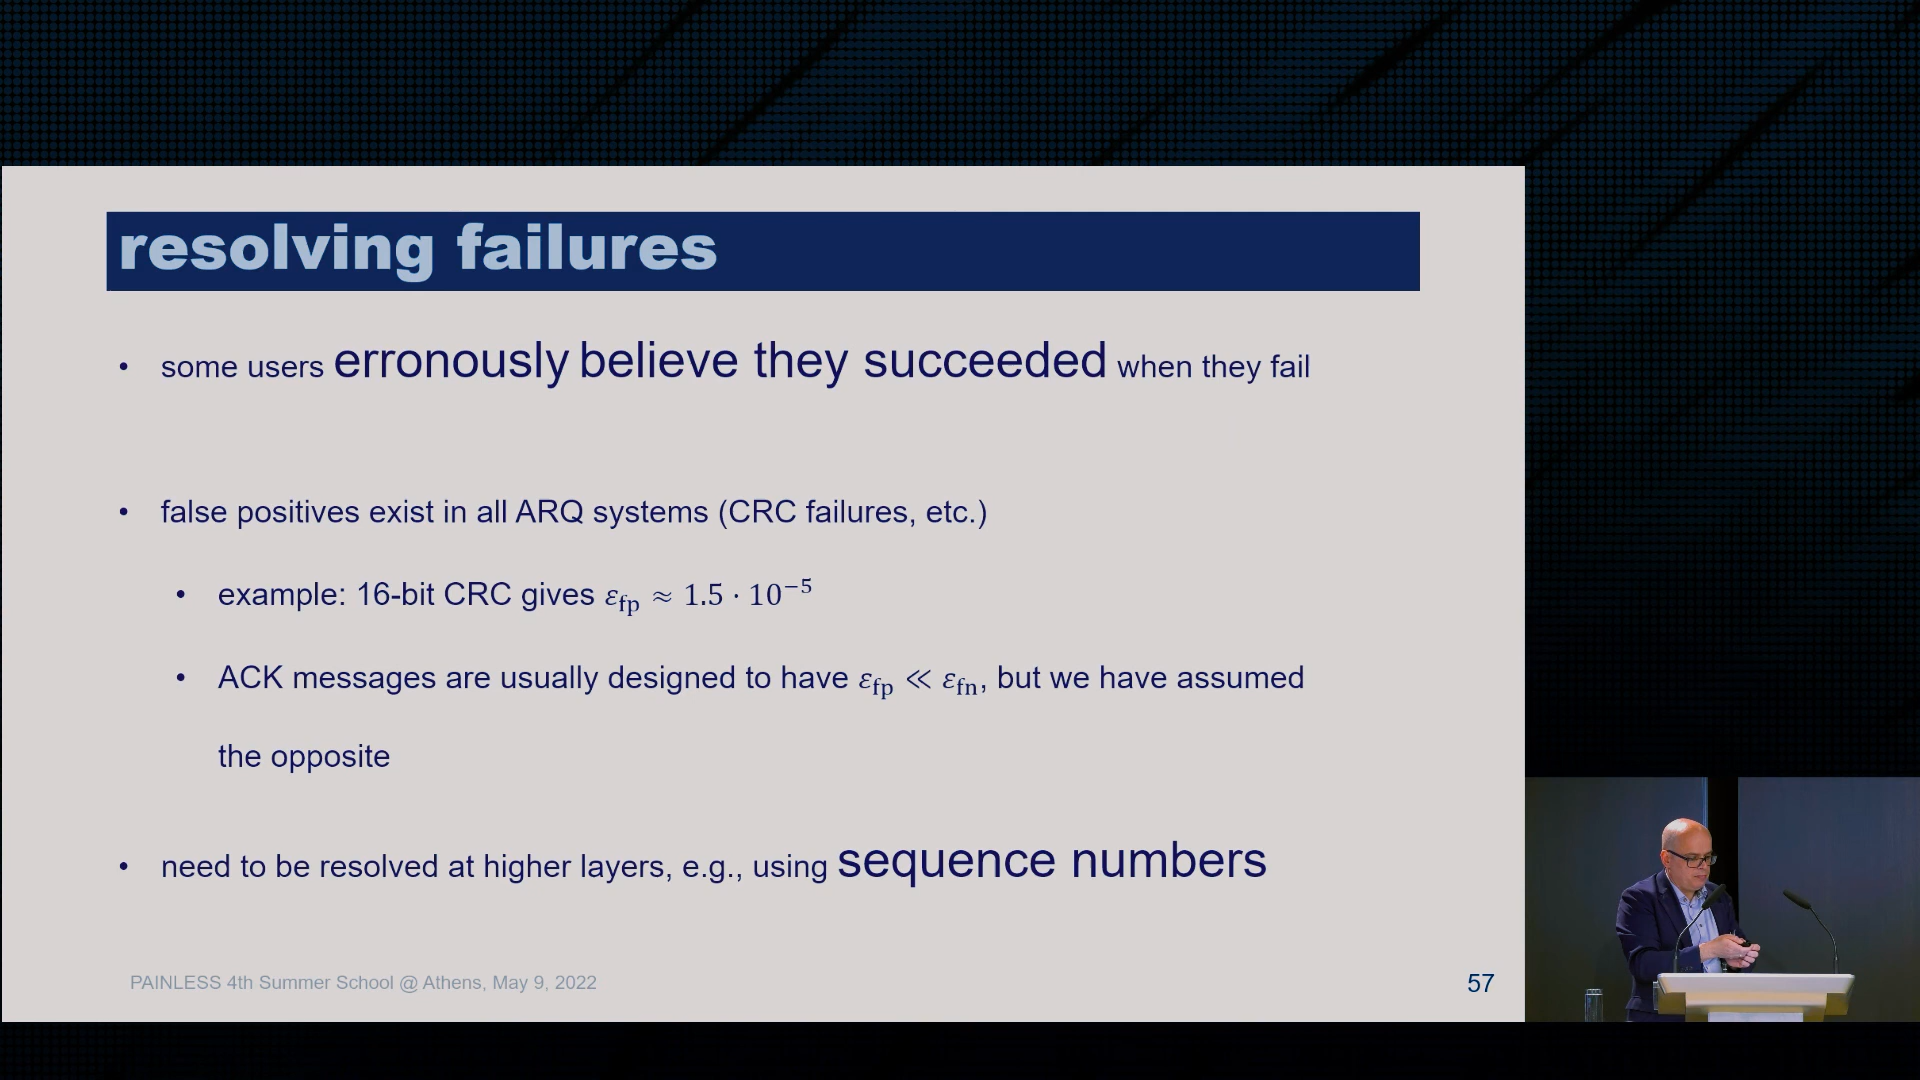 resolving failures
• some users erronously believe they succeeded when they fail
• false positives exist in all ARQ systems (CRC failures, etc.)
• example: 16-bit CRC gives ε_fp ≈ 1.5 · 10⁻⁵
• ACK messages are usually designed to have ε_fp ≪ ε_fn, but we have assumed
the opposite
• need to be resolved at higher layers, e.g., using sequence numbers
PAINLESS 4th Summer School @ Athens, May 9, 2022
57